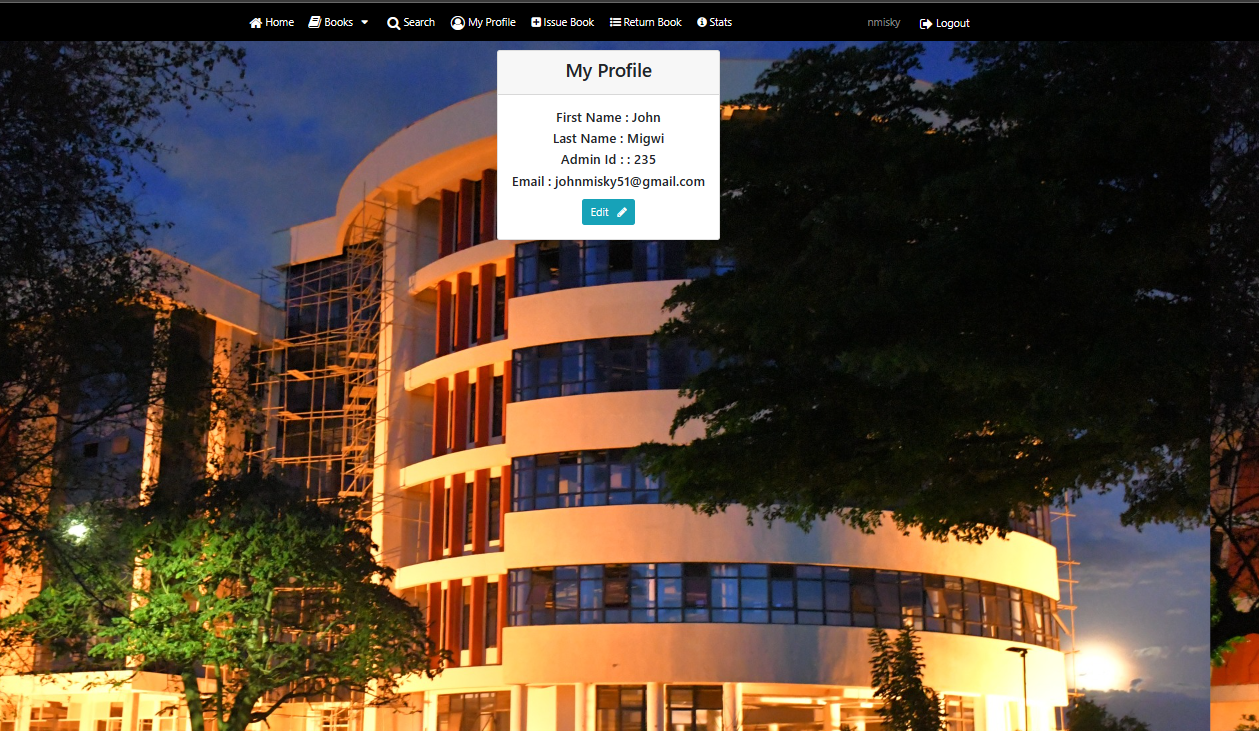 Home Books Search My Profile Issue Book Return Book Stats nmisky Logout
My Profile
First Name : John
Last Name : Migwi
Admin Id : : 235
Email : johnmisky51@gmail.com
Edit